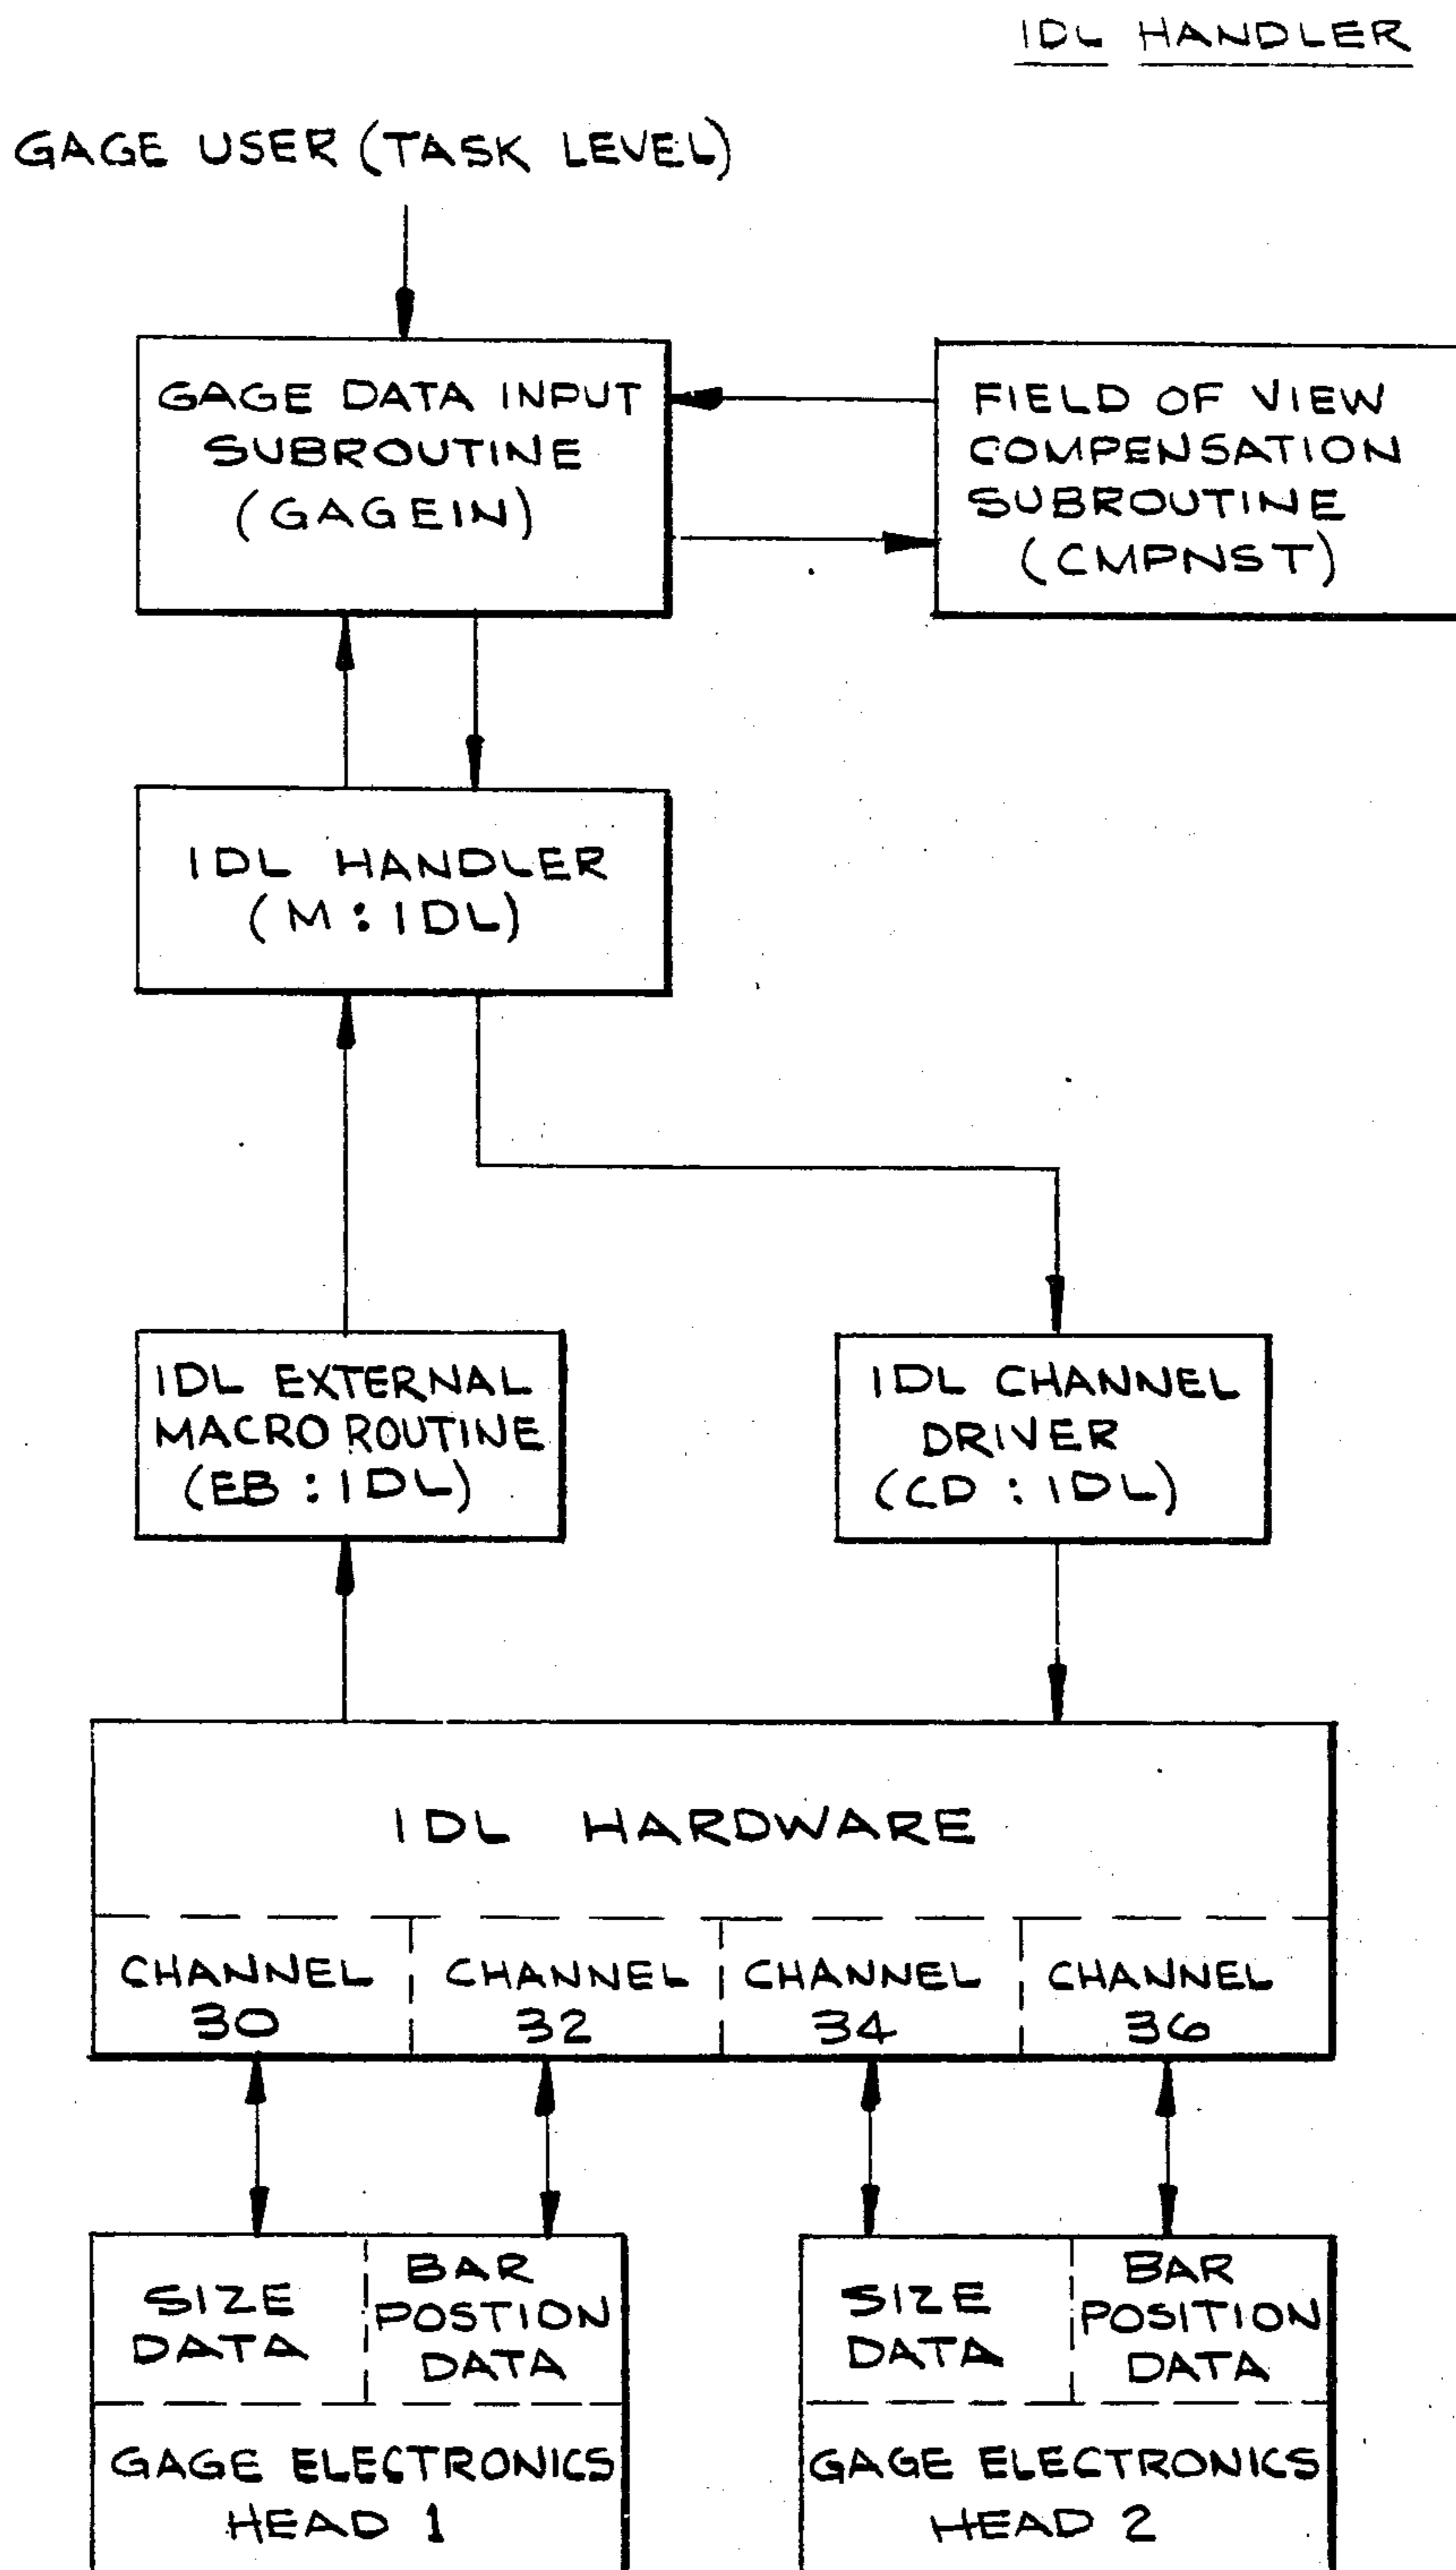 IDL HANDLER
GAGE USER (TASK LEVEL)
GAGE DATA INPUT
SUBROUTINE
(GAGEIN)
FIELD OF VIEW
COMPENSATION
SUBROUTINE
(CMPNST)
IDL HANDLER
(M:IDL)
IDL EXTERNAL
MACRO ROUTINE
(EB:IDL)
IDL CHANNEL
DRIVER
(CD:IDL)
IDL HARDWARE
CHANNEL
30
CHANNEL
32
CHANNEL
34
CHANNEL
36
SIZE
DATA
BAR
POSTION
DATA
GAGE ELECTRONICS
HEAD 1
SIZE
DATA
BAR
POSITION
DATA
GAGE ELECTRONICS
HEAD 2